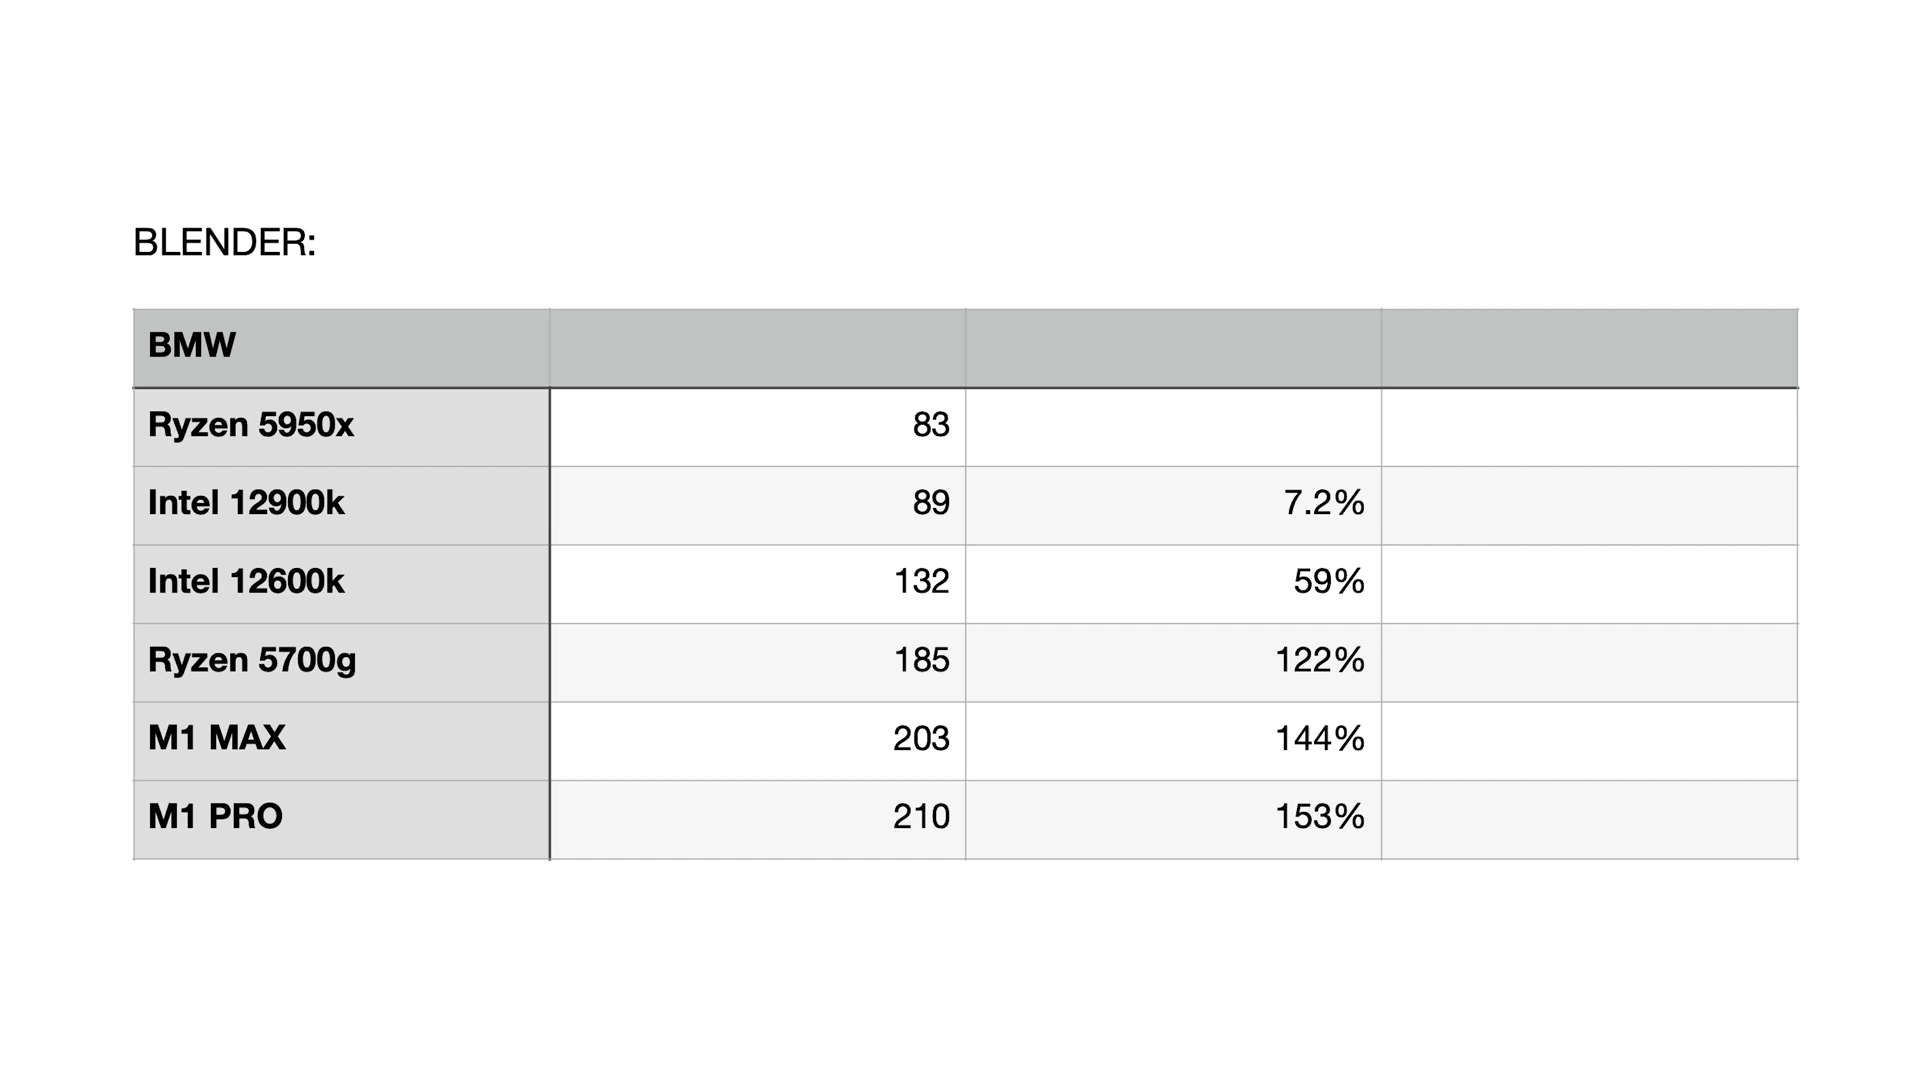 BLENDER:
BMW
Ryzen 5950x 83
Intel 12900k 89 7.2%
Intel 12600k 132 59%
Ryzen 5700g 185 122%
M1 MAX 203 144%
M1 PRO 210 153%